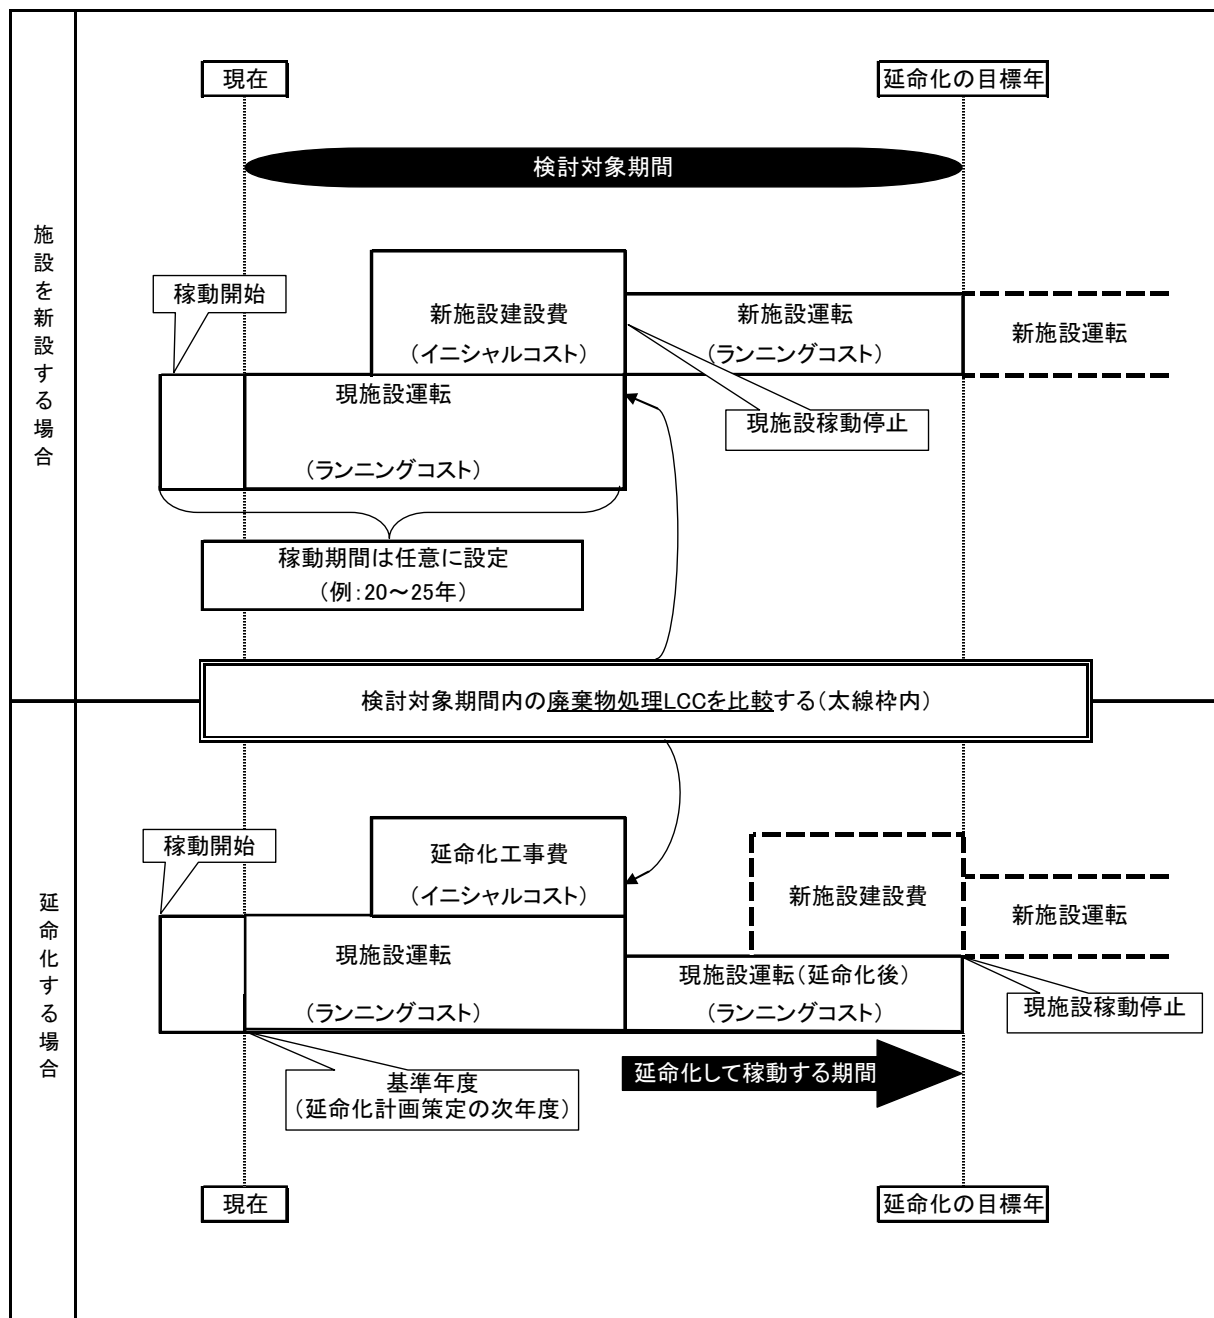 現在
延命化の目標年
検討対象期間
施設を新設する場合
稼動開始
新施設建設費
（イニシャルコスト）
新施設運転
（ランニングコスト）
新施設運転
現施設運転
（ランニングコスト）
現施設稼動停止
稼動期間は任意に設定
（例：20～25年）
検討対象期間内の廃棄物処理LCCを比較する（太線枠内）
延命化する場合
稼動開始
延命化工事費
（イニシャルコスト）
新施設建設費
新施設運転
現施設運転
（ランニングコスト）
現施設運転（延命化後）
（ランニングコスト）
現施設稼動停止
延命化して稼動する期間
基準年度
（延命化計画策定の次年度）
現在
延命化の目標年